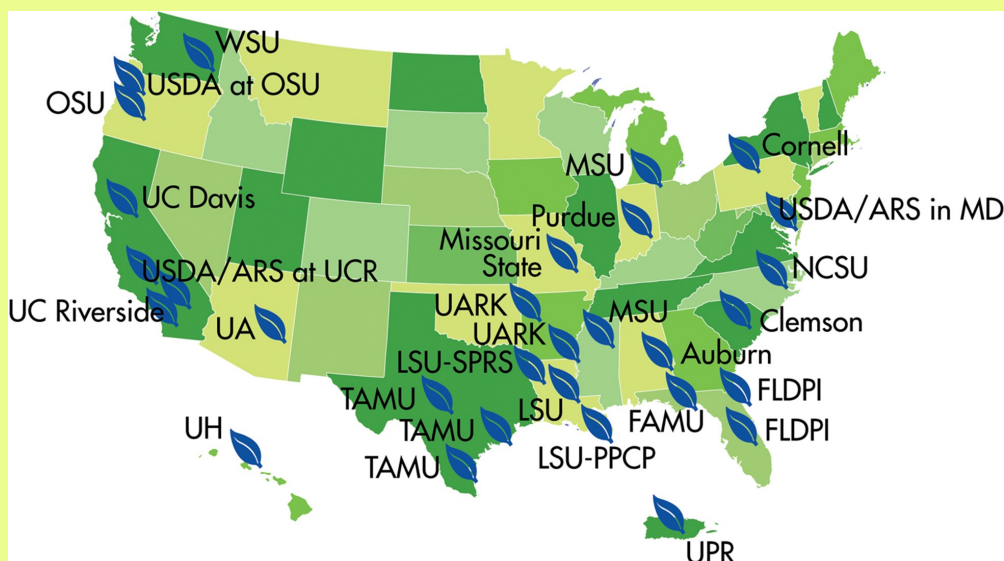 WSU
USDA at OSU
OSU
Cornell
MSU
UC Davis
Purdue
USDA/ARS in MD
Missouri
State
USDA/ARS at UCR
NCSU
UC Riverside
UA
UARK
MSU
UARK
Clemson
Auburn
LSU-SPRS
TAMU
LSU
FAMU
FLDPI
TAMU
UH
FLDPI
LSU-PPCP
TAMU
UPR